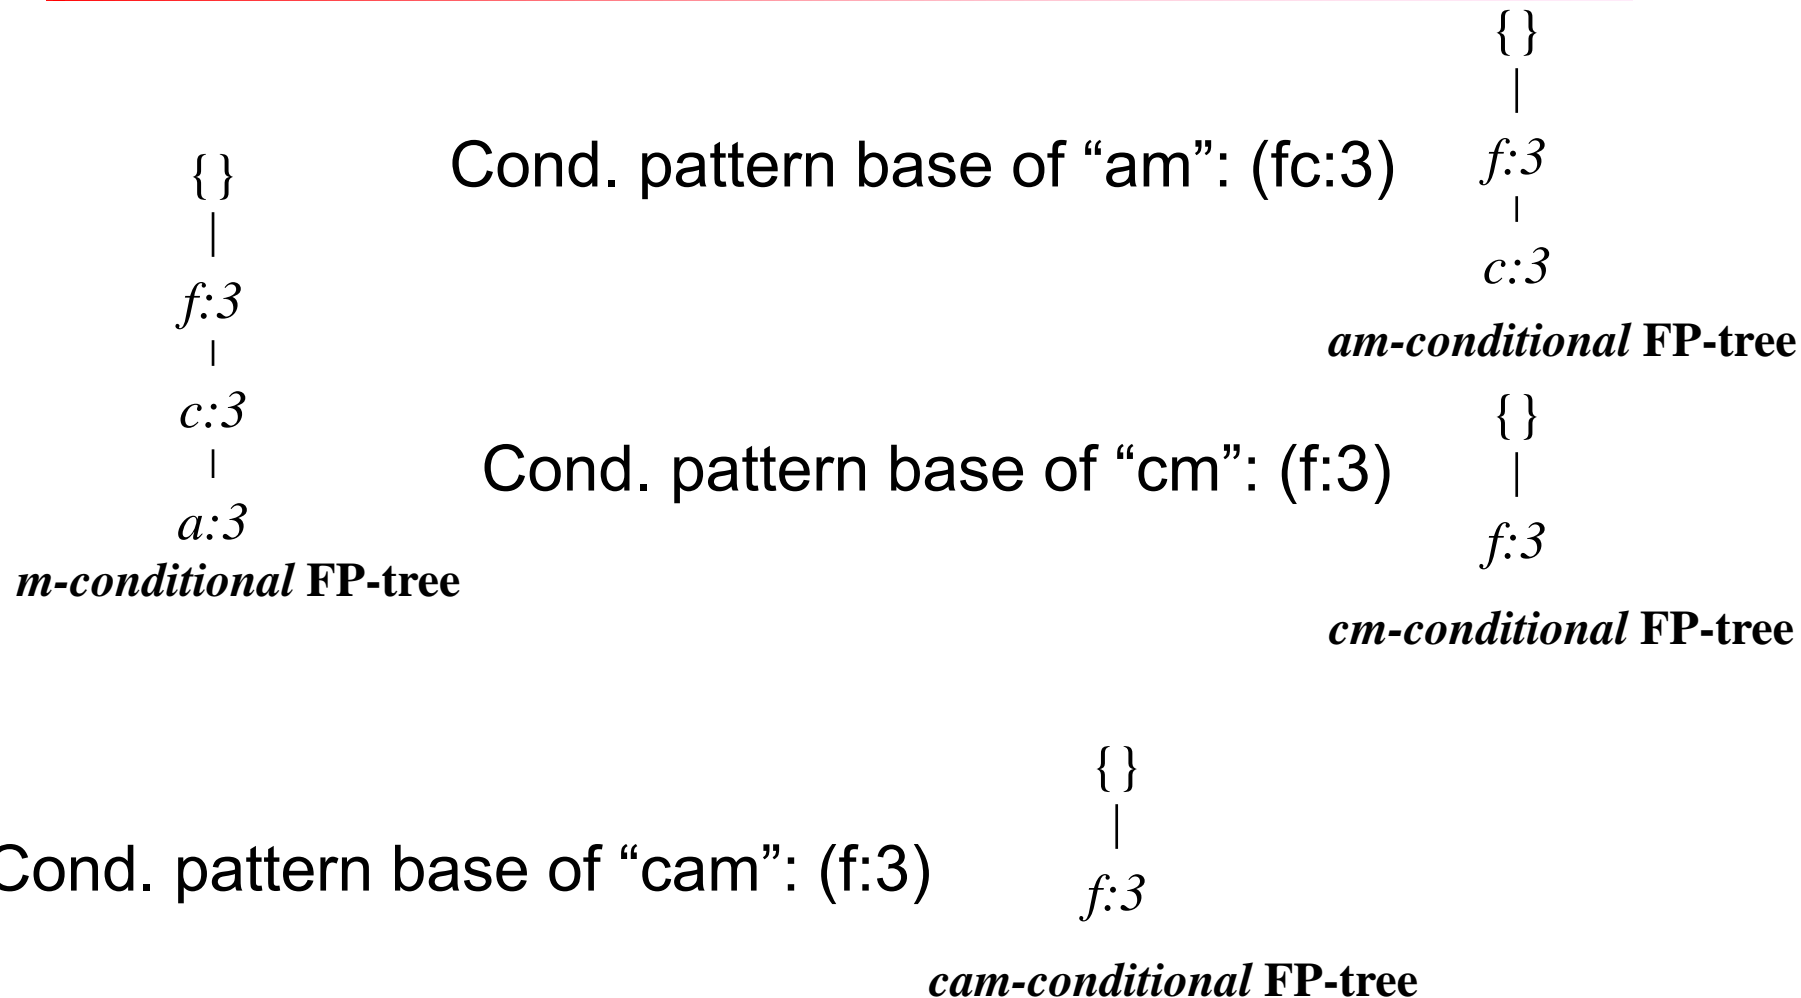 {}
|
f:3
|
c:3
|
a:3
m-conditional FP-tree
Cond. pattern base of “am”: (fc:3)
{}
|
f:3
|
c:3
am-conditional FP-tree
Cond. pattern base of “cm”: (f:3)
{}
|
f:3
cm-conditional FP-tree
Cond. pattern base of “cam”: (f:3)
{}
|
f:3
cam-conditional FP-tree